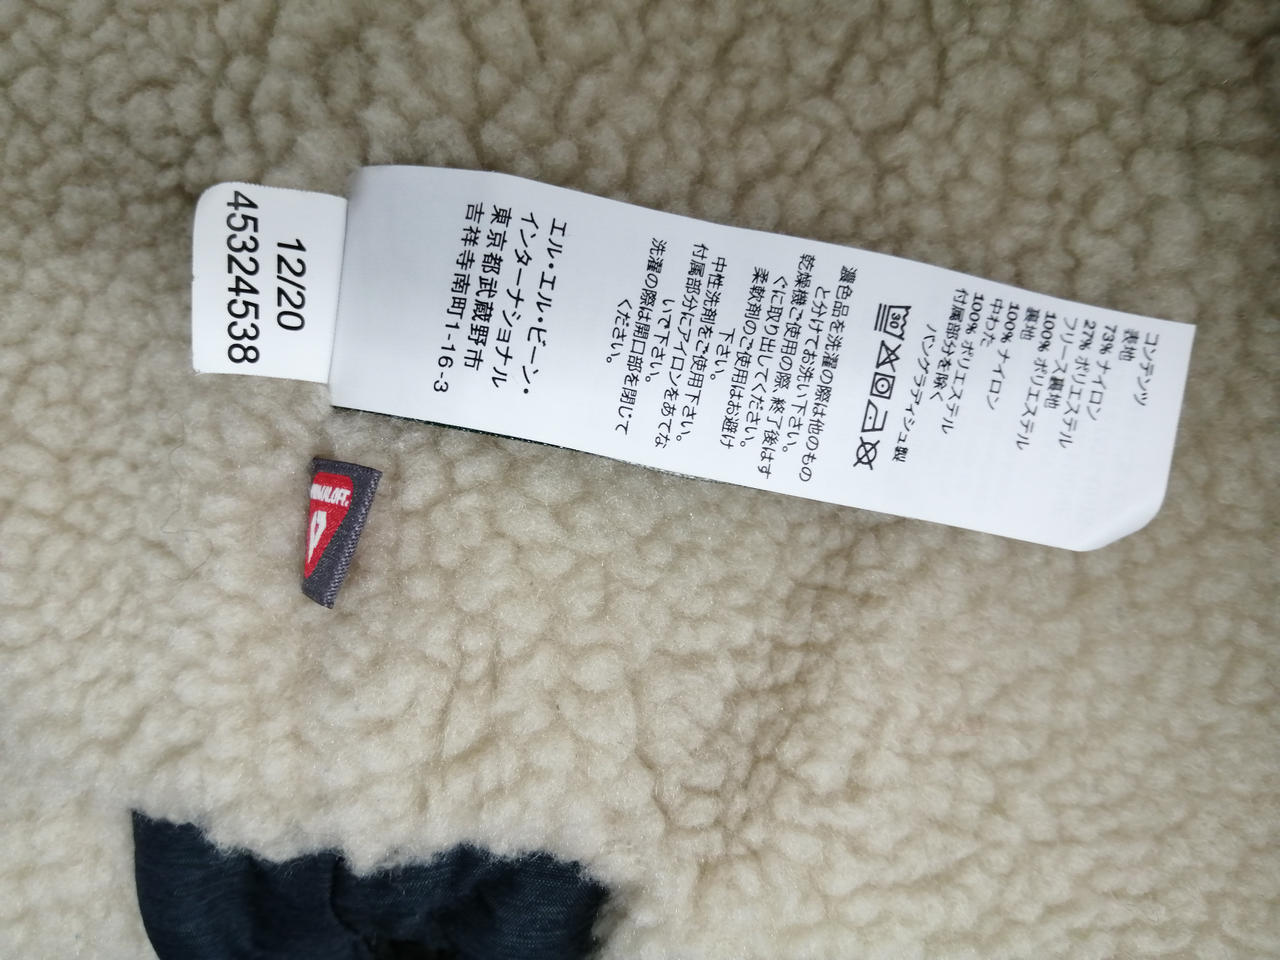 コンテンツ
表地
73% ナイロン
27% ポリエステル
フリース裏地
100% ポリエステル
裏地
100% ナイロン
中わた
100% ポリエステル
付属部分を除く
バングラディシュ製
30
濃色品を洗濯の際は他のもの
と分けてお洗い下さい。
乾燥機ご使用の際、終了後はす
ぐに取り出してください。
柔軟剤のご使用はお避け
下さい。
中性洗剤をご使用下さい。
付属部分にアイロンをあてな
いで下さい。
洗濯の際は開口部を閉じて
ください。
エル・エル・ビーン・
インターナショナル
東京都武蔵野市
吉祥寺南町1-16-3
12/20
45324538